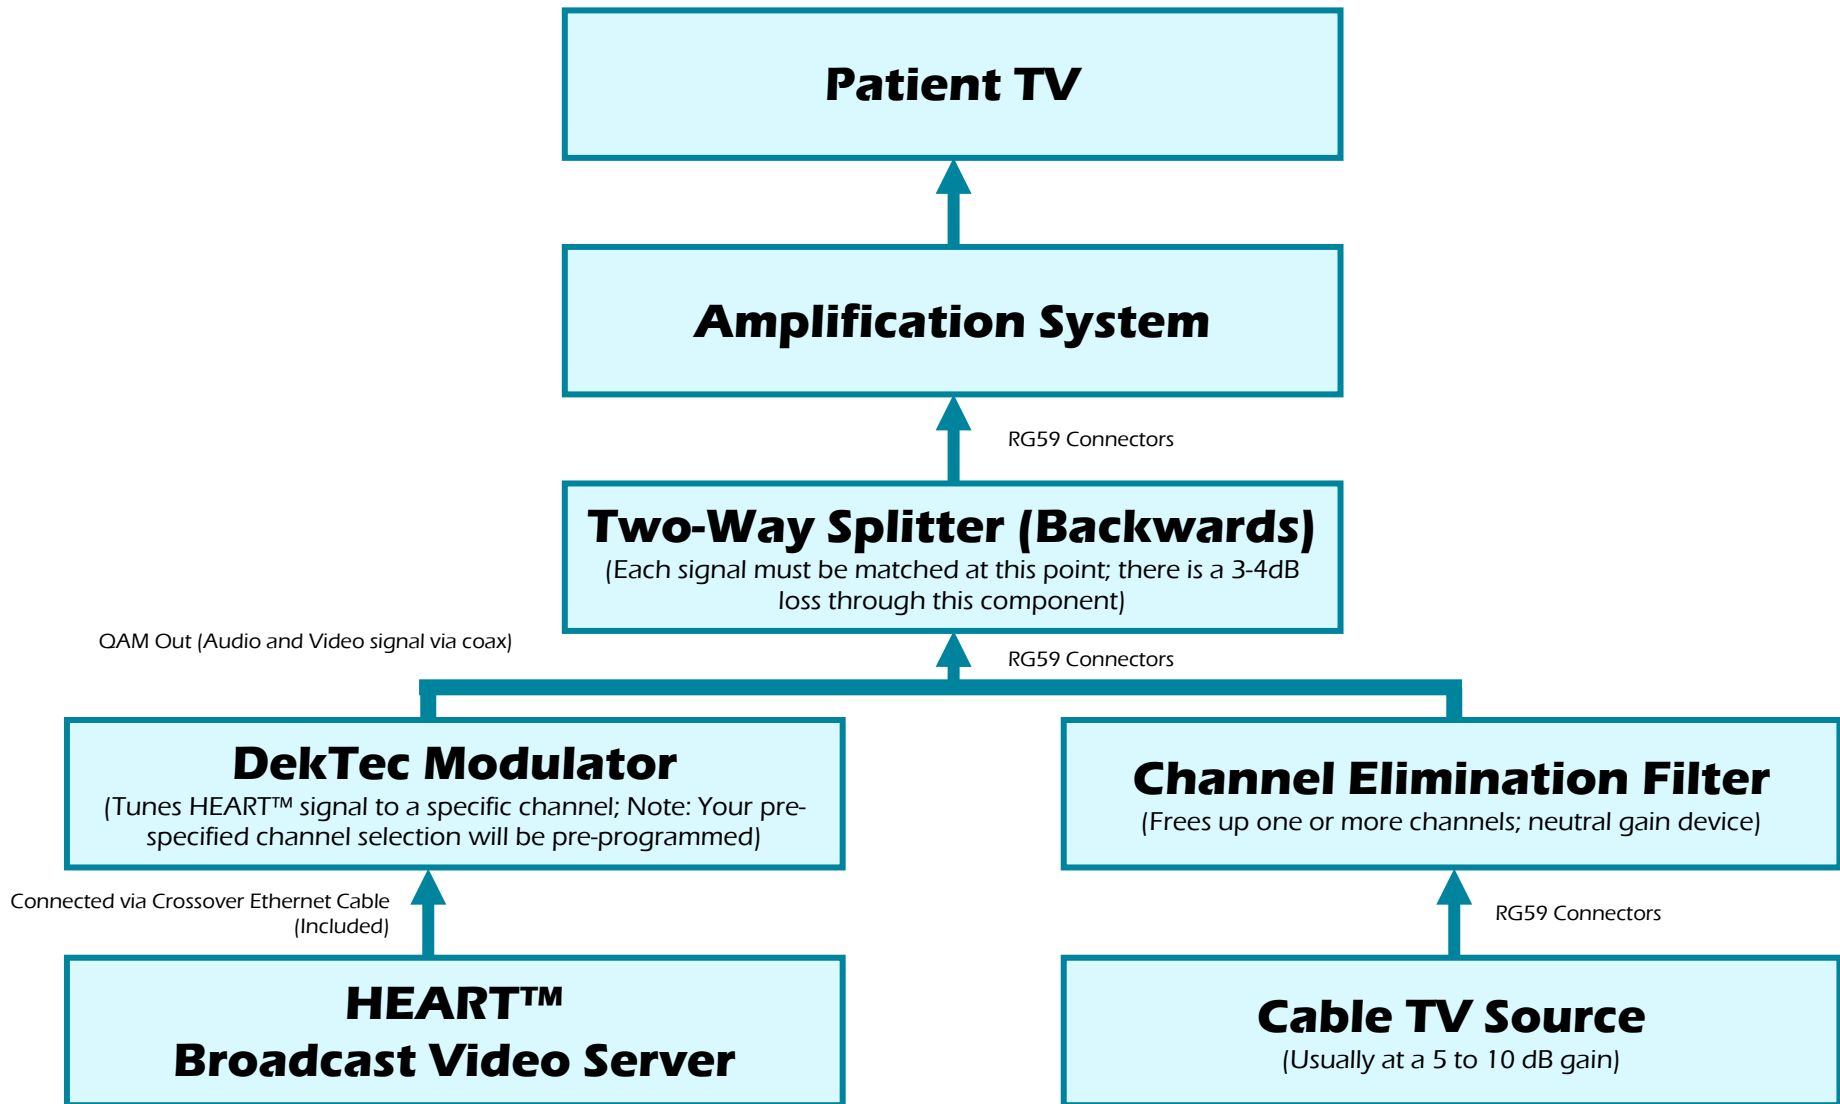 Patient TV
Amplification System
RG59 Connectors
Two-Way Splitter (Backwards)
(Each signal must be matched at this point; there is a 3-4dB
loss through this component)
QAM Out (Audio and Video signal via coax)
RG59 Connectors
DekTec Modulator
(Tunes HEART™ signal to a specific channel; Note: Your pre-
specified channel selection will be pre-programmed)
Channel Elimination Filter
(Frees up one or more channels; neutral gain device)
Connected via Crossover Ethernet Cable
(Included)
RG59 Connectors
HEART™
Broadcast Video Server
Cable TV Source
(Usually at a 5 to 10 dB gain)